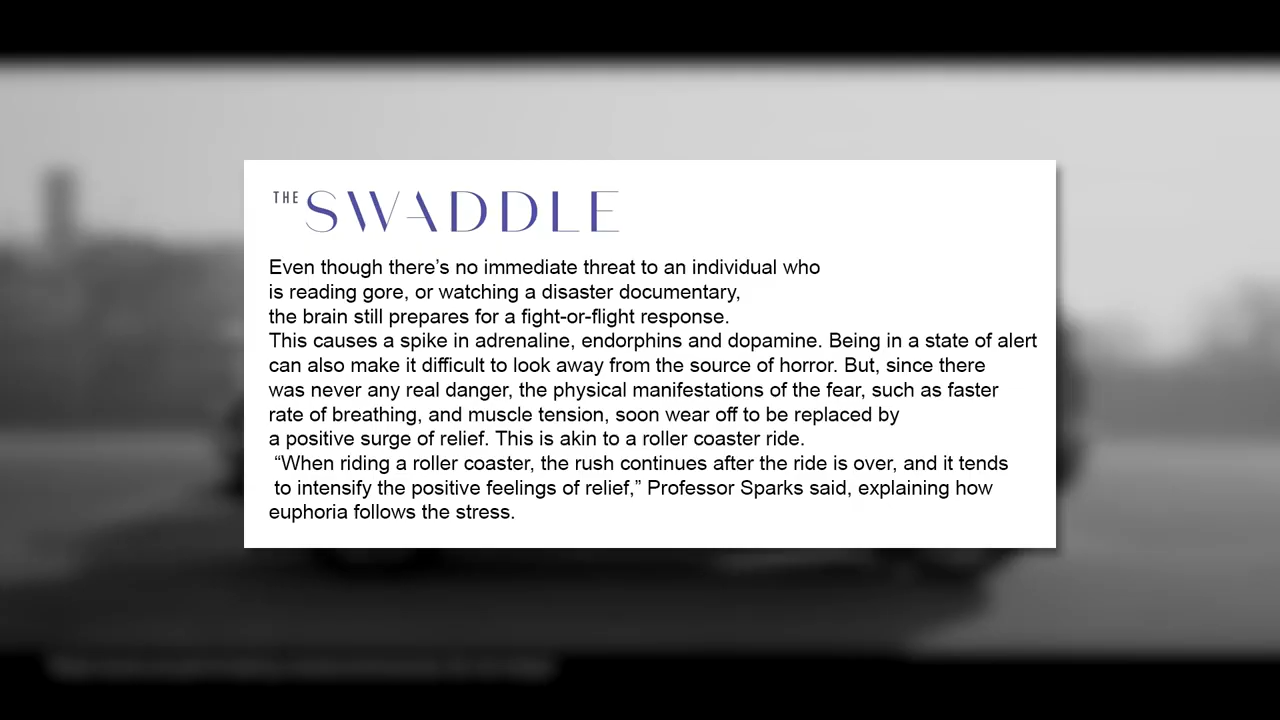 THE SWADDLE
Even though there’s no immediate threat to an individual who
is reading gore, or watching a disaster documentary,
the brain still prepares for a fight-or-flight response.
This causes a spike in adrenaline, endorphins and dopamine. Being in a state of alert
can also make it difficult to look away from the source of horror. But, since there
was never any real danger, the physical manifestations of the fear, such as faster
rate of breathing, and muscle tension, soon wear off to be replaced by
a positive surge of relief. This is akin to a roller coaster ride.
“When riding a roller coaster, the rush continues after the ride is over, and it tends
to intensify the positive feelings of relief,” Professor Sparks said, explaining how
euphoria follows the stress.